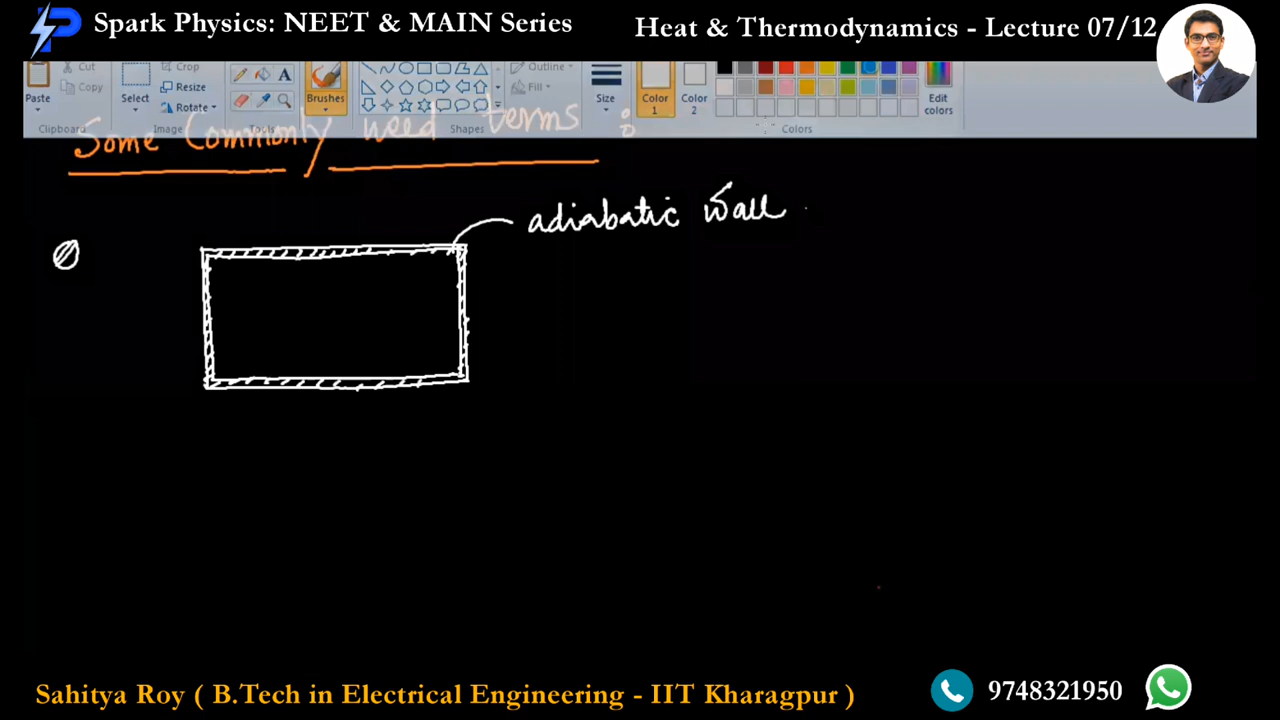 Spark Physics: NEET & MAIN Series
Heat & Thermodynamics - Lecture 07/12
Cut
Crop
Outline
Copy
Resize
Fill
Paste
Select
Rotate
A
Brushes
Size
Color 1
Color 2
Edit colors
Clipboard
Image
Tools
Shapes
Colors
Some Commonly used terms :
adiabatic wall
Sahitya Roy ( B.Tech in Electrical Engineering - IIT Kharagpur )
9748321950